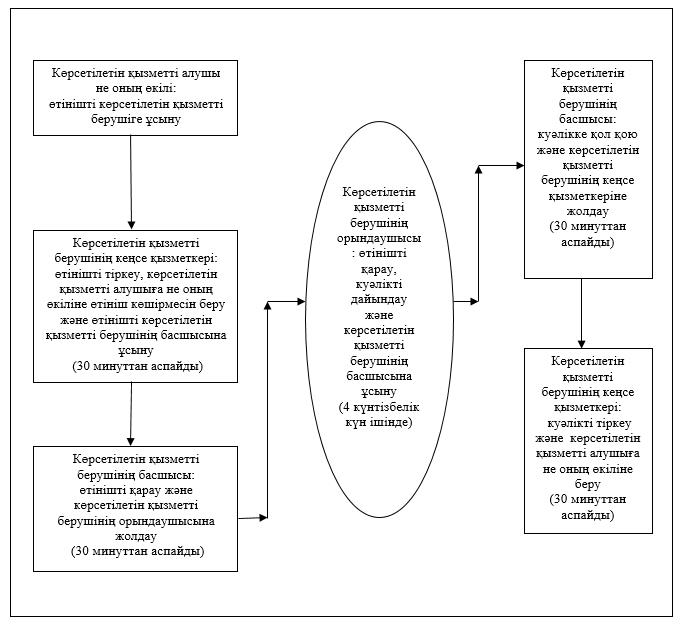 Көрсетілетін қызметті алушы
не оның өкілі:
өтінішті көрсетілетін қызметті
берушіге ұсыну
Көрсетілетін қызметті
берушінің кеңсе қызметкері:
өтінішті тіркеу, көрсетілетін
қызметті алушыға не оның
өкіліне өтініш көшірмесін беру
және өтінішті көрсетілетін
қызметті берушінің басшысына
ұсыну
(30 минуттан аспайды)
Көрсетілетін қызметті
берушінің басшысы:
өтінішті қарау және
көрсетілетін қызметті
берушінің орындаушысына
жолдау
(30 минуттан аспайды)
Көрсетілетін
қызметті
берушінің
орындаушысы
: өтінішті
қарау,
куәлікті
дайындау
және
көрсетілетін
қызметті
берушінің
басшысына
ұсыну
(4 күнтізбелік
күн ішінде)
Көрсетілетін
қызметті
берушінің
басшысы:
куәлікке қол қою
және көрсетілетін
қызметті
берушінің кеңсе
қызметкеріне
жолдау
(30 минуттан
аспайды)
Көрсетілетін
қызметті
берушінің кеңсе
қызметкері:
куәлікті тіркеу
және көрсетілетін
қызметті алушыға
не оның өкіліне
беру
(30 минуттан
аспайды)